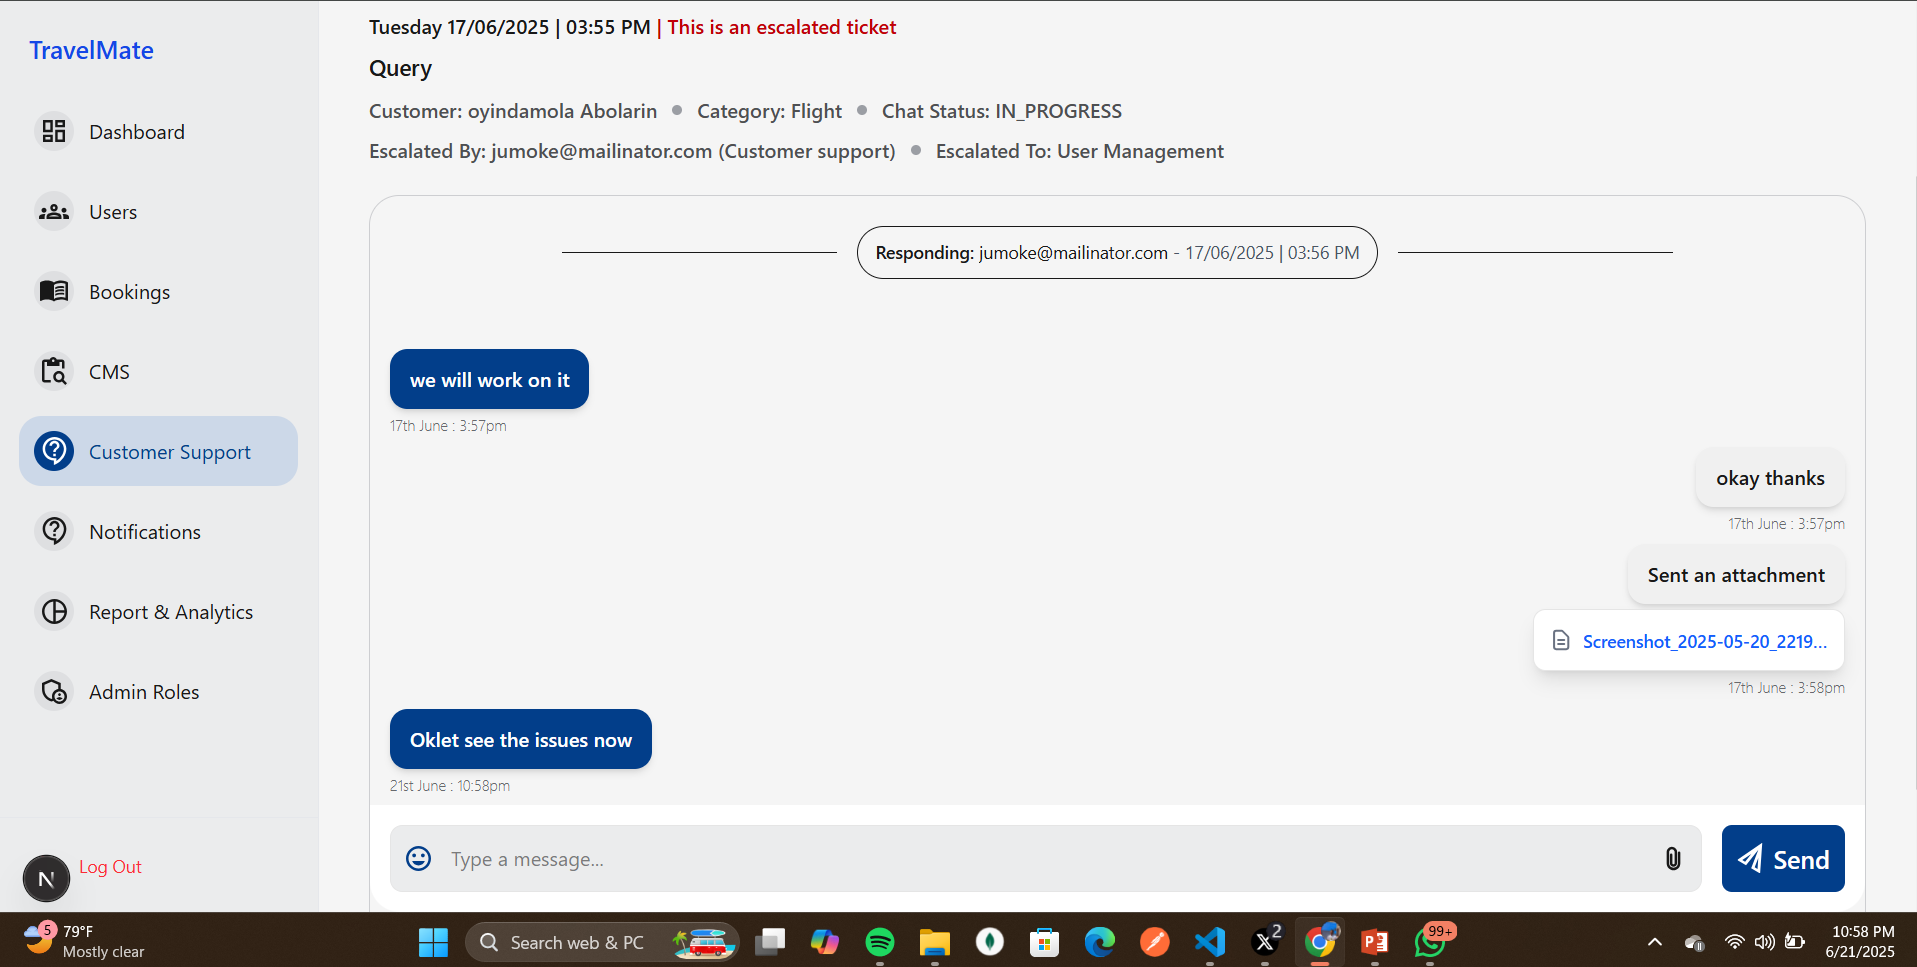 TravelMate
Dashboard
Users
Bookings
CMS
Customer Support
Notifications
Report & Analytics
Admin Roles
N
Log Out
Tuesday 17/06/2025 | 03:55 PM | This is an escalated ticket
Query
Customer: oyindamola Abolarin
Category: Flight
Chat Status: IN_PROGRESS
Escalated By: jumoke@mailinator.com (Customer support)
Escalated To: User Management
Responding: jumoke@mailinator.com - 17/06/2025 | 03:56 PM
we will work on it
17th June : 3:57pm
okay thanks
17th June : 3:57pm
Sent an attachment
Screenshot_2025-05-20_2219...
17th June : 3:58pm
Oklet see the issues now
21st June : 10:58pm
Type a message...
Send
5
79°F
Mostly clear
Search web & PC
X
2
P
99+
10:58 PM
6/21/2025